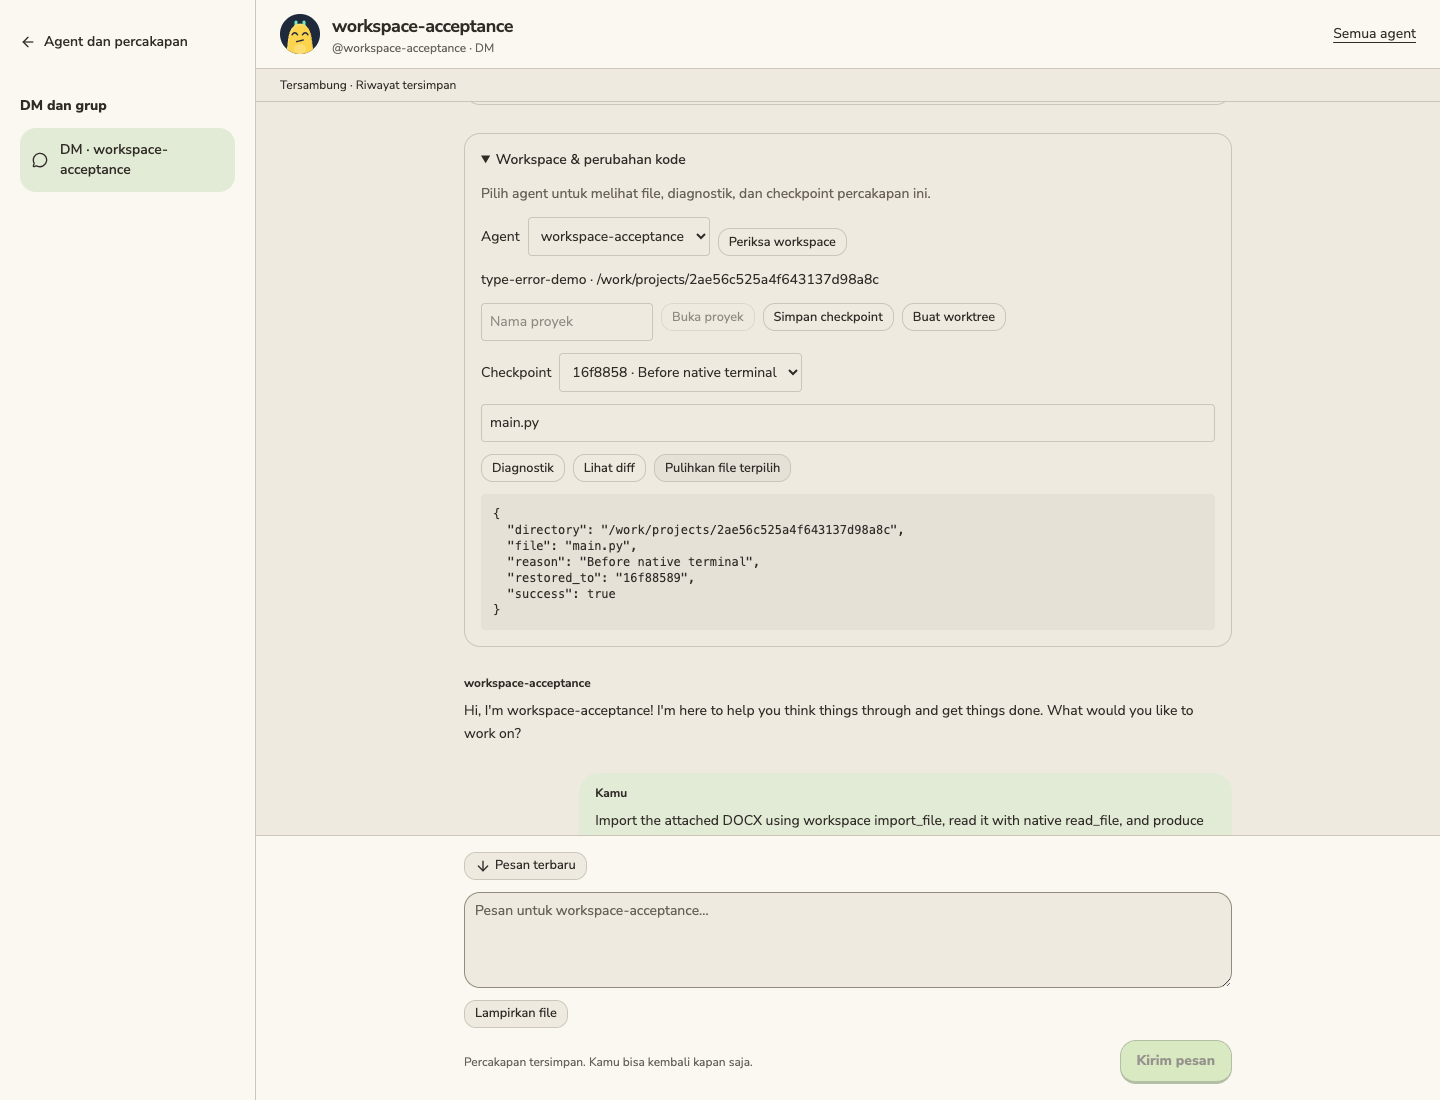 Agent dan percakapan
DM dan grup
DM · workspace-
acceptance
workspace-acceptance
@workspace-acceptance · DM
Semua agent
Tersambung · Riwayat tersimpan
Workspace & perubahan kode
Pilih agent untuk melihat file, diagnostik, dan checkpoint percakapan ini.
Agent workspace-acceptance Periksa workspace
type-error-demo · /work/projects/2ae56c525a4f643137d98a8c
Nama proyek Buka proyek Simpan checkpoint Buat worktree
Checkpoint 16f8858 · Before native terminal
main.py
Diagnostik Lihat diff Pulihkan file terpilih
{
  "directory": "/work/projects/2ae56c525a4f643137d98a8c",
  "file": "main.py",
  "reason": "Before native terminal",
  "restored_to": "16f88589",
  "success": true
}
workspace-acceptance
Hi, I'm workspace-acceptance! I'm here to help you think things through and get things done. What would you like to
work on?
Kamu
Import the attached DOCX using workspace import_file, read it with native read_file, and produce
Pesan terbaru
Pesan untuk workspace-acceptance...
Lampirkan file
Percakapan tersimpan. Kamu bisa kembali kapan saja.
Kirim pesan